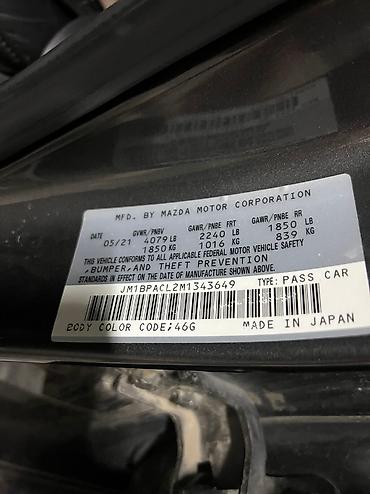 MFD. BY MAZDA MOTOR CORPORATION
DATE GVWR/PNBV GAWR/PNBE FRT GAWR/PNBE RR
05/21 4079 LB 2240 LB 1850 LB
1850 KG 1016 KG 839 KG
THIS VEHICLE CONFORMS TO ALL APPLICABLE FEDERAL MOTOR VEHICLE SAFETY
,BUMPER,AND THEFT PREVENTION
STANDARDS IN EFFECT ON THE DATE OF MANUFACTURE SHOWN ABOVE.
JM1BPACL2M1343649 TYPE: PASS CAR
BODY COLOR CODE;46G MADE IN JAPAN